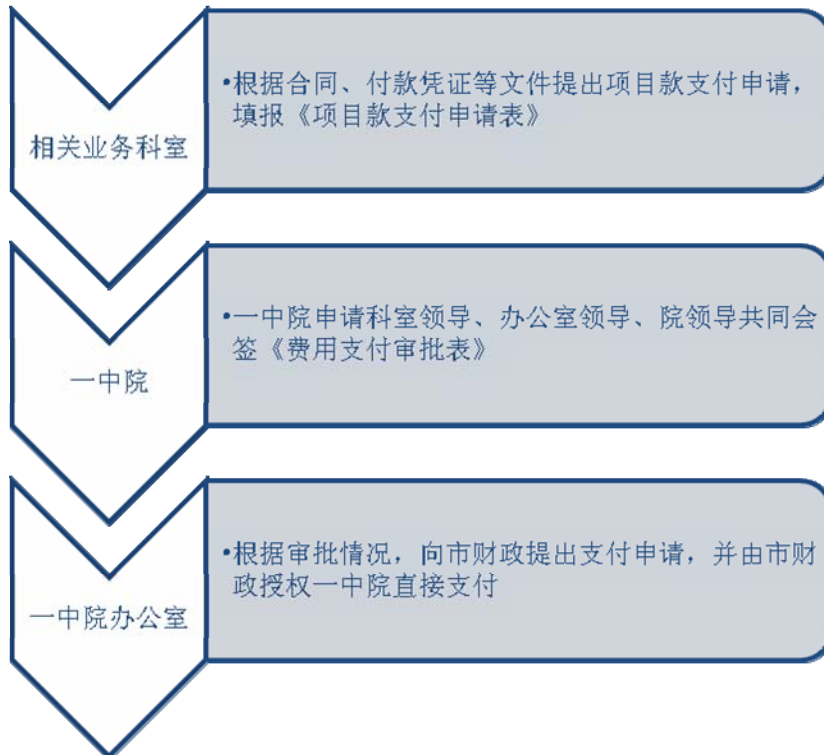 相关业务科室
•根据合同、付款凭证等文件提出项目款支付申请，
填报《项目款支付申请表》
一中院
•一中院申请科室领导、办公室领导、院领导共同会
签《费用支付审批表》
一中院办公室
•根据审批情况，向市财政提出支付申请，并由市财
政授权一中院直接支付